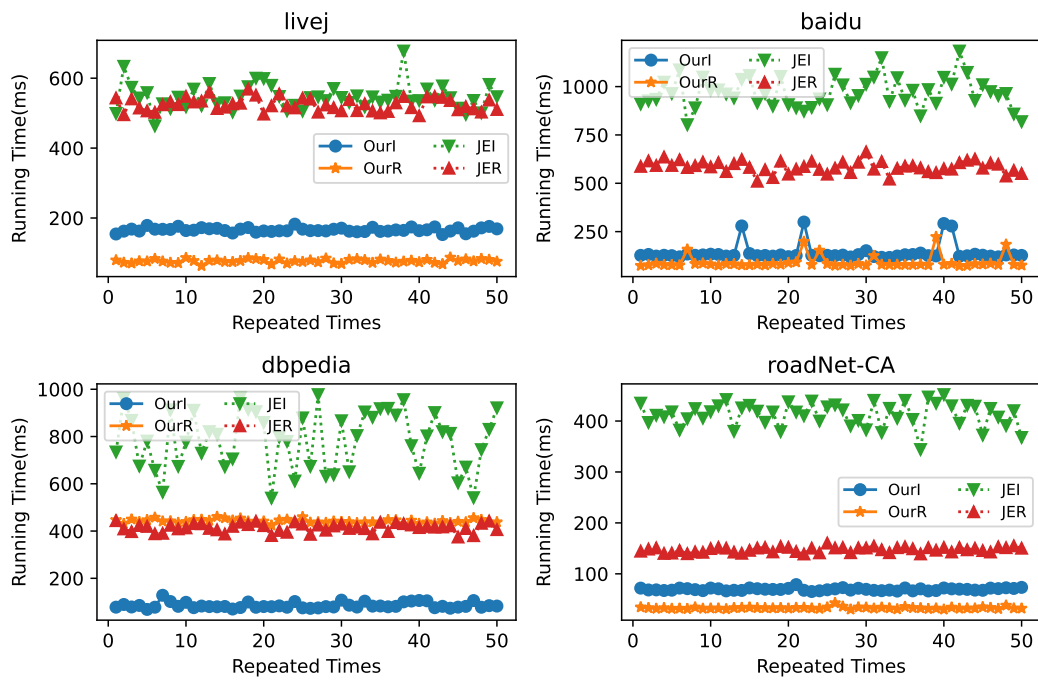 livej
Running Time(ms)
600
400
200
OurI JEI
OurR JER
0 10 20 30 40 50
Repeated Times
baidu
Running Time(ms)
1000
750
500
250
OurI JEI
OurR JER
0 10 20 30 40 50
Repeated Times
dbpedia
Running Time(ms)
1000
800
600
400
200
OurI JEI
OurR JER
0 10 20 30 40 50
Repeated Times
roadNet-CA
Running Time(ms)
400
300
200
100
OurI JEI
OurR JER
0 10 20 30 40 50
Repeated Times